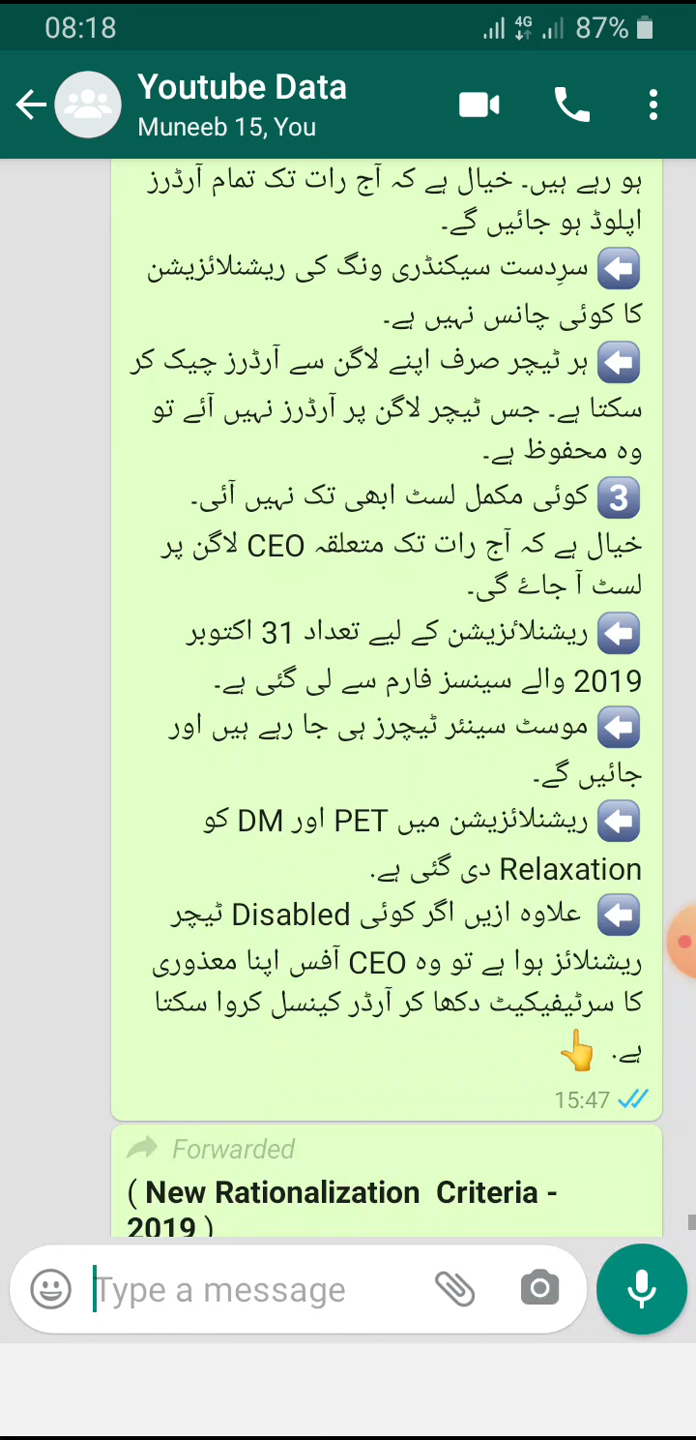 08:18
4G 87%
Youtube Data
Muneeb 15, You
ہو رہے ہیں۔ خیال ہے کہ آج رات تک تمام آرڈرز
اپلوڈ ہو جائیں گے۔
⬅ سرِدست سیکنڈری ونگ کی ریشنلائزیشن
کا کوئی چانس نہیں ہے۔
⬅ ہر ٹیچر صرف اپنے لاگن سے آرڈرز چیک کر
سکتا ہے۔ جس ٹیچر لاگن پر آرڈرز نہیں آئے تو
وہ محفوظ ہے۔
3 کوئی مکمل لسٹ ابھی تک نہیں آئی۔
خیال ہے کہ آج رات تک متعلقہ CEO لاگن پر
لسٹ آ جاۓ گی۔
⬅ ریشنلائزیشن کے لیے تعداد 31 اکتوبر
2019 والے سینسز فارم سے لی گئی ہے۔
⬅ موسٹ سینئر ٹیچرز ہی جا رہے ہیں اور
جائیں گے۔
⬅ ریشنلائزیشن میں PET اور DM کو
Relaxation دی گئی ہے.
⬅ علاوہ ازیں اگر کوئی Disabled ٹیچر
ریشنلائز ہوا ہے تو وہ CEO آفس اپنا معذوری
کا سرٹیفیکیٹ دکھا کر آرڈر کینسل کروا سکتا
ہے. 👆
15:47
Forwarded
( New Rationalization Criteria -
2019 )
Type a message